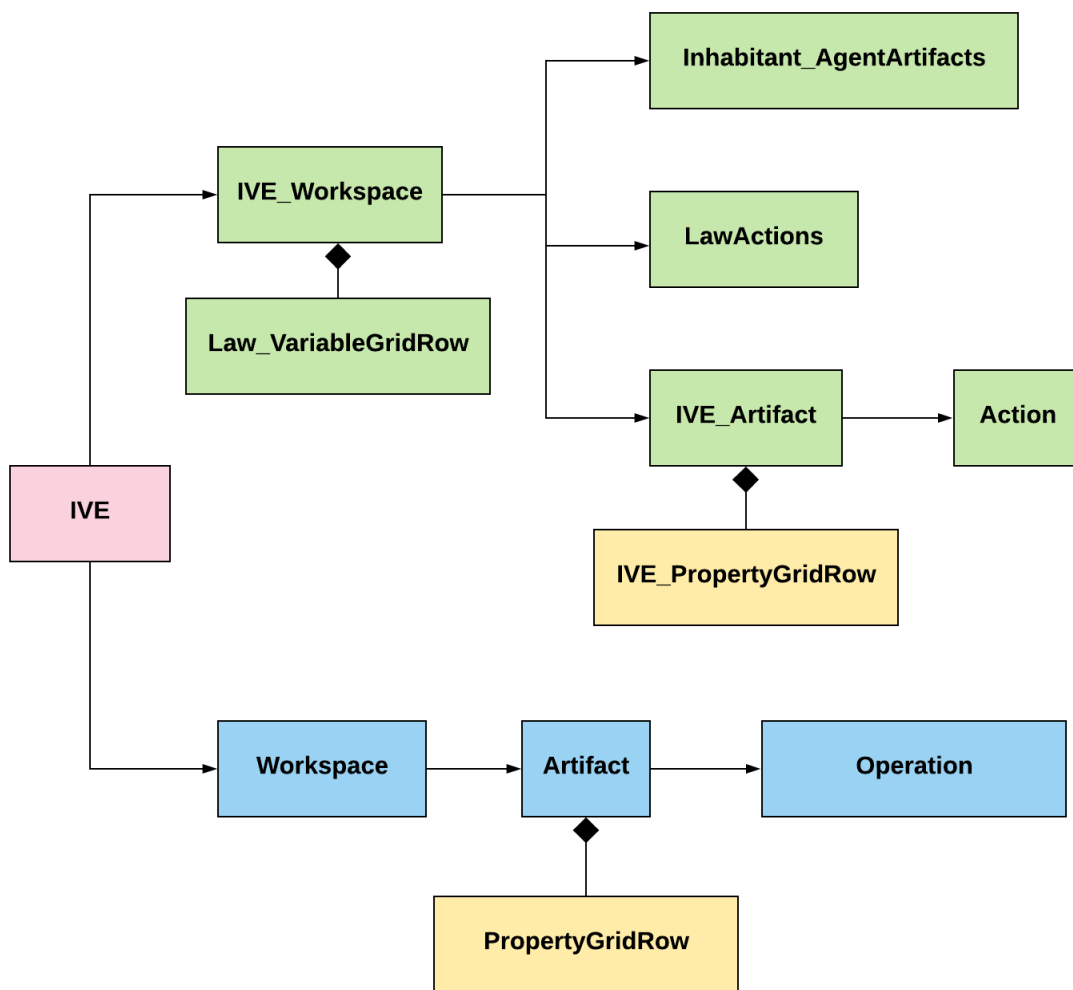 Inhabitant_AgentArtifacts
IVE_Workspace
LawActions
Law_VariableGridRow
IVE_Artifact
Action
IVE
IVE_PropertyGridRow
Workspace
Artifact
Operation
PropertyGridRow